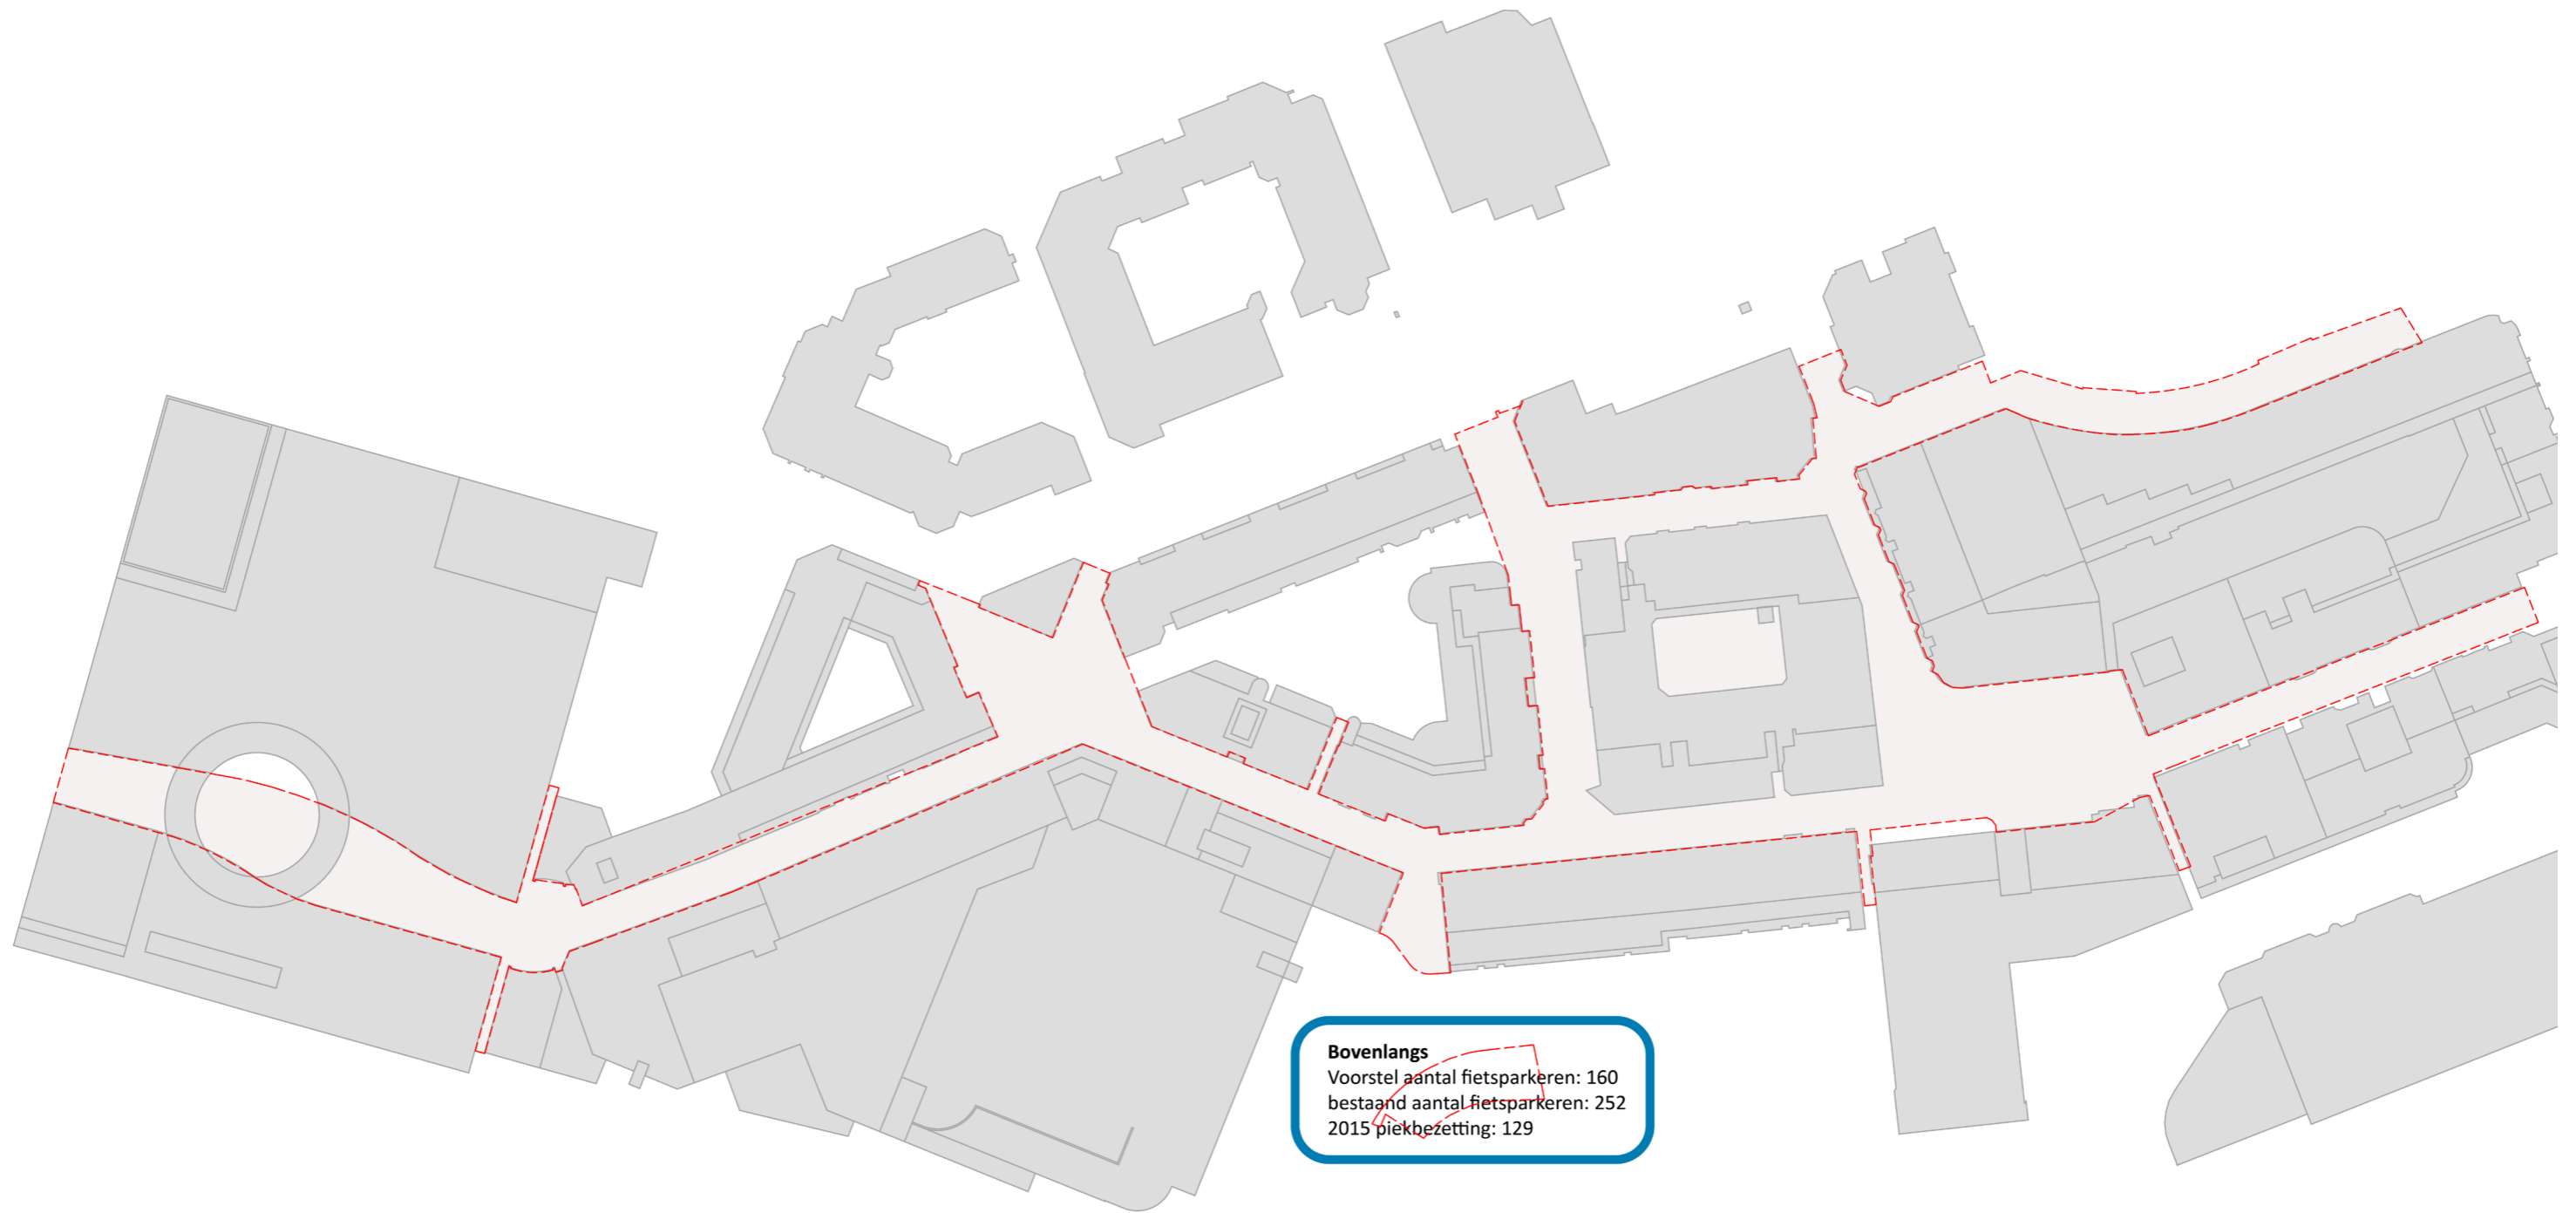 Bovenlangs
Voorstel aantal fietsparkeren: 160
bestaand aantal fietsparkeren: 252
2015 piekbezetting: 129